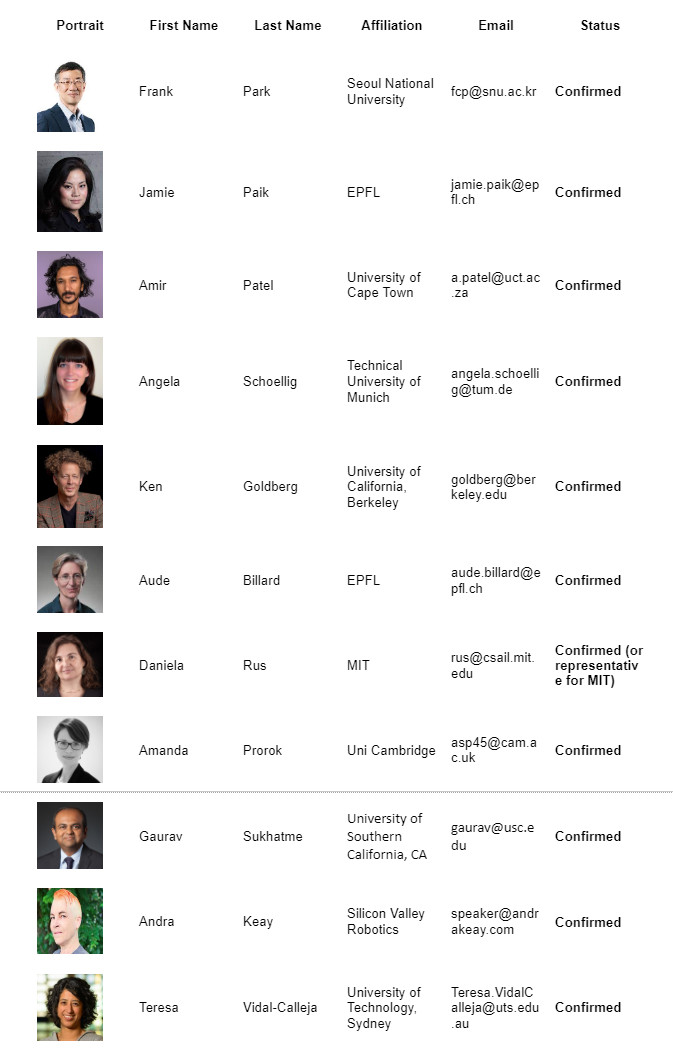 Portrait First Name Last Name Affiliation Email Status
Frank Park Seoul National University fcp@snu.ac.kr Confirmed
Jamie Paik EPFL jamie.paik@epfl.ch Confirmed
Amir Patel University of Cape Town a.patel@uct.ac.za Confirmed
Angela Schoellig Technical University of Munich angela.schoellig@tum.de Confirmed
Ken Goldberg University of California, Berkeley goldberg@berkeley.edu Confirmed
Aude Billard EPFL aude.billard@epfl.ch Confirmed
Daniela Rus MIT rus@csail.mit.edu Confirmed (or representative for MIT)
Amanda Prorok Uni Cambridge asp45@cam.ac.uk Confirmed
Gaurav Sukhatme University of Southern California, CA gaurav@usc.edu Confirmed
Andra Keay Silicon Valley Robotics speaker@andrakeay.com Confirmed
Teresa Vidal-Calleja University of Technology, Sydney Teresa.VidalCalleja@uts.edu.au Confirmed